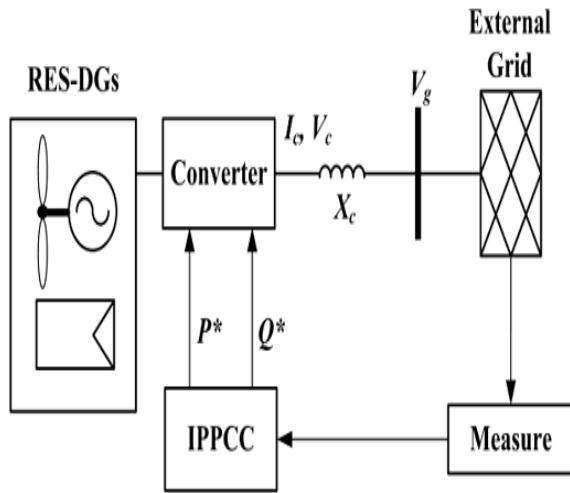 External
Grid
RES-DGs
V_g
I_c, V_c
Converter
X_c
P*
Q*
IPPCC
Measure